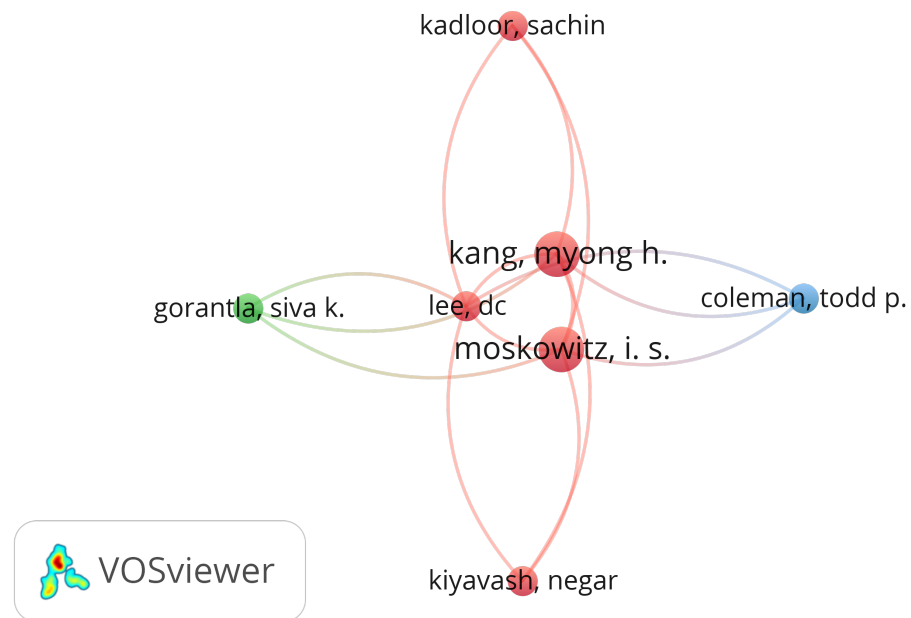 kadloor, sachin
kang, myong h.
coleman, todd p.
gorantla, siva k.
lee, dc
moskowitz, i. s.
kiyavash, negar
VOSviewer